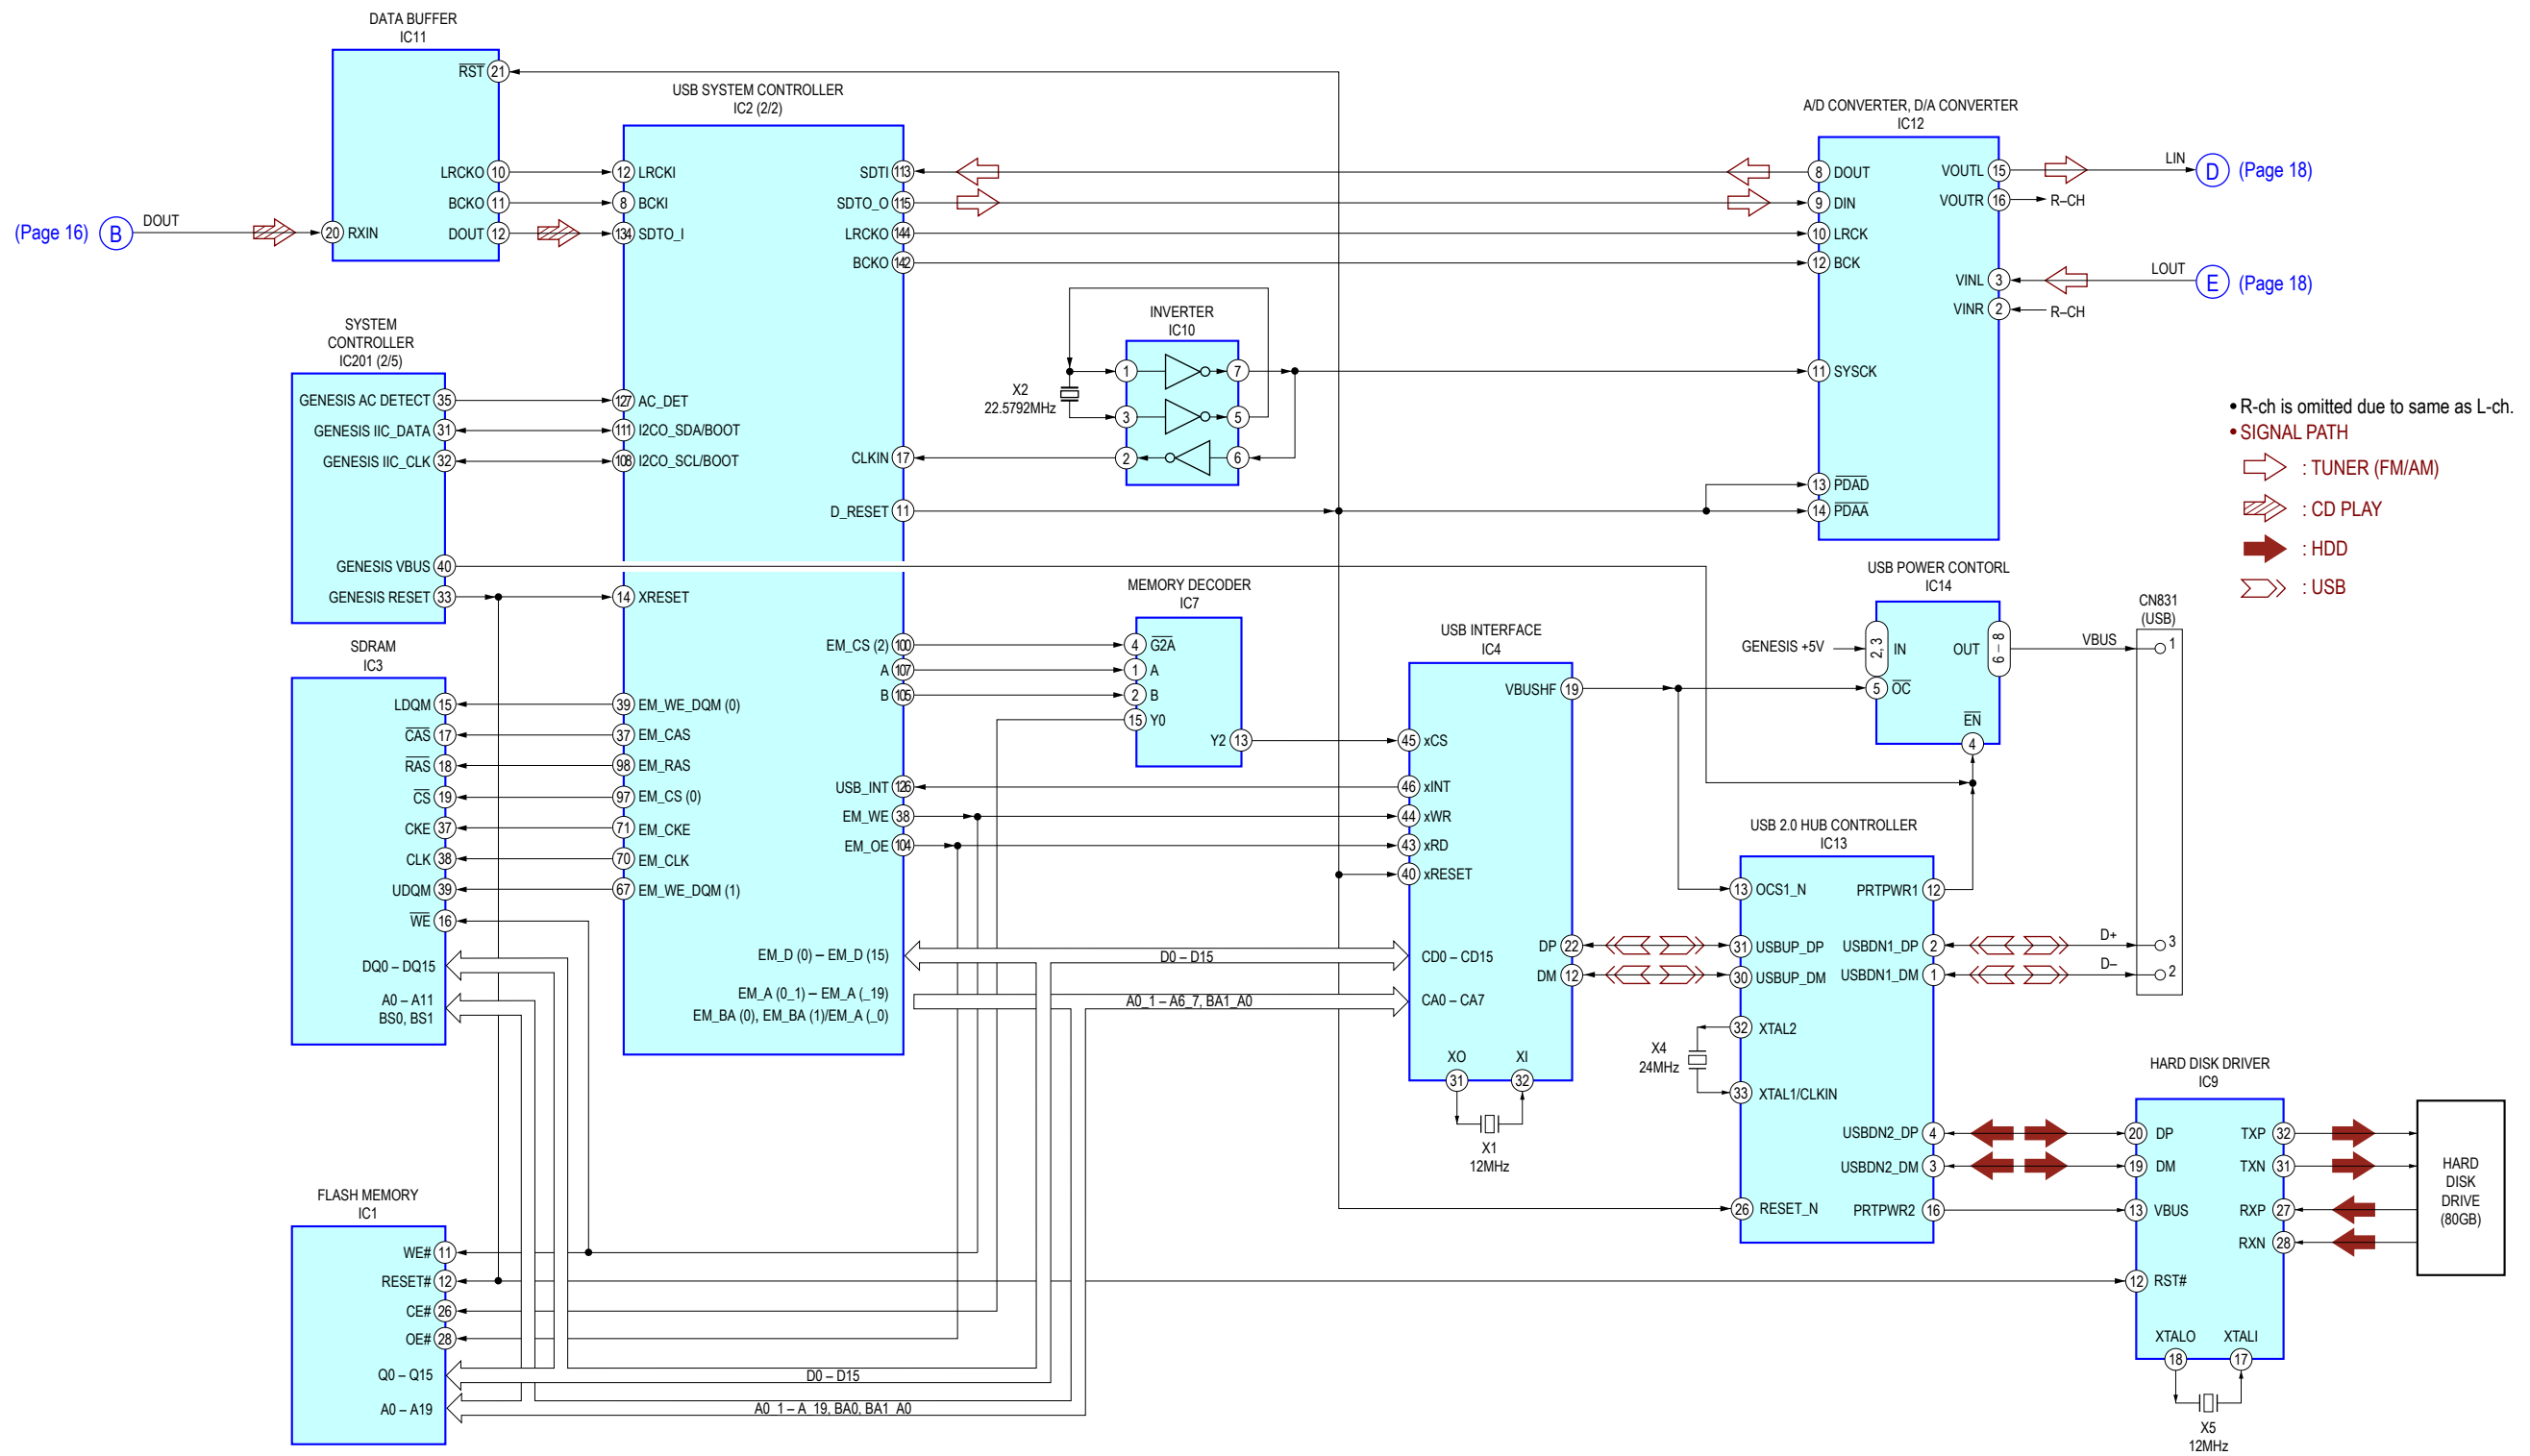 DATA BUFFER
IC11
RST 21
LRCKO 10
BCKO 11
20 RXIN
DOUT 12
(Page 16) B DOUT
USB SYSTEM CONTROLLER
IC2 (2/2)
12 LRCKI
8 BCKI
134 SDTO_I
SDTI 113
SDTO_O 115
LRCKO 144
BCKO 142
127 AC_DET
111 I2CO_SDA/BOOT
108 I2CO_SCL/BOOT
CLKIN 17
D_RESET 11
14 XRESET
EM_CS (2) 100
A 107
B 105
39 EM_WE_DQM (0)
37 EM_CAS
98 EM_RAS
97 EM_CS (0)
71 EM_CKE
70 EM_CLK
67 EM_WE_DQM (1)
USB_INT 126
EM_WE 38
EM_OE 104
EM_D (0) – EM_D (15)
EM_A (0_1) – EM_A (_19)
EM_BA (0), EM_BA (1)/EM_A (_0)
A/D CONVERTER, D/A CONVERTER
IC12
8 DOUT
9 DIN
10 LRCK
12 BCK
11 SYSCK
13 PDAD
14 PDAA
VOUTL 15
VOUTR 16
VINL 3
VINR 2
LIN D (Page 18)
R–CH
LOUT E (Page 18)
R–CH
INVERTER
IC10
1 7
3 5
2 6
X2
22.5792MHz
• R-ch is omitted due to same as L-ch.
• SIGNAL PATH
: TUNER (FM/AM)
: CD PLAY
: HDD
: USB
SYSTEM
CONTROLLER
IC201 (2/5)
GENESIS AC DETECT 35
GENESIS IIC_DATA 31
GENESIS IIC_CLK 32
GENESIS VBUS 40
GENESIS RESET 33
SDRAM
IC3
LDQM 15
CAS 17
RAS 18
CS 19
CKE 37
CLK 38
UDQM 39
WE 16
DQ0 – DQ15
A0 – A11
BS0, BS1
MEMORY DECODER
IC7
4 G2A
1 A
2 B
15 Y0
Y2 13
USB INTERFACE
IC4
VBUSHF 19
45 xCS
46 xINT
44 xWR
43 xRD
40 xRESET
DP 22
DM 12
CD0 – CD15
CA0 – CA7
XO XI
31 32
X1
12MHz
D0 – D15
A0_1 – A6_7, BA1_A0
USB POWER CONTORL
IC14
GENESIS +5V
2, 3 IN
OUT 6 – 8
5 OC
EN
4
VBUS
CN831
(USB)
1
D+ 3
D– 2
USB 2.0 HUB CONTROLLER
IC13
13 OCS1_N
31 USBUP_DP
30 USBUP_DM
32 XTAL2
33 XTAL1/CLKIN
26 RESET_N
PRTPWR1 12
USBDN1_DP 2
USBDN1_DM 1
USBDN2_DP 4
USBDN2_DM 3
PRTPWR2 16
X4
24MHz
HARD DISK DRIVER
IC9
20 DP
19 DM
13 VBUS
12 RST#
TXP 32
TXN 31
RXP 27
RXN 28
XTALO XTALI
18 17
X5
12MHz
HARD
DISK
DRIVE
(80GB)
FLASH MEMORY
IC1
WE# 11
RESET# 12
CE# 26
OE# 28
Q0 – Q15
A0 – A19
D0 – D15
A0_1 – A_19, BA0, BA1_A0